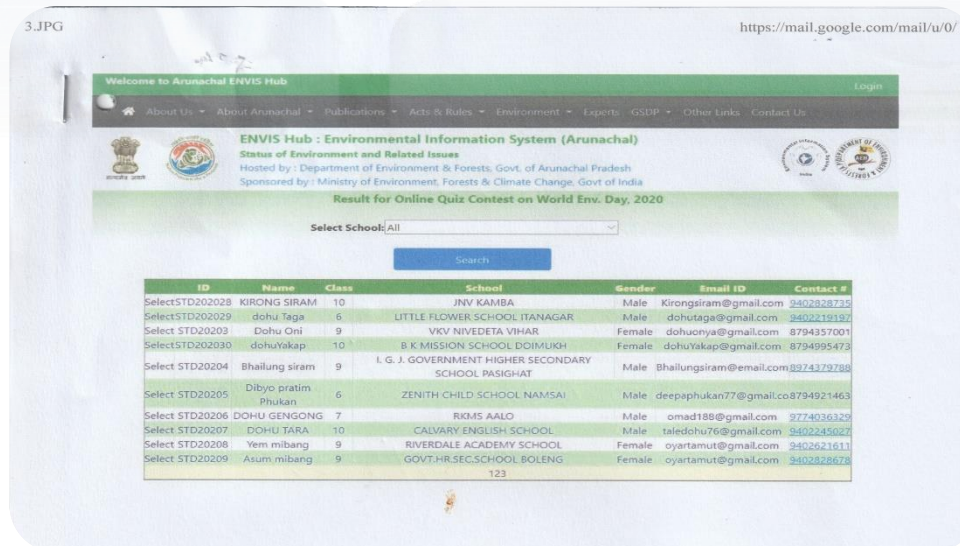 3.JPG
https://mail.google.com/mail/u/0/
Welcome to Arunachal ENVIS Hub
Login
About Us About Arunachal Publications Acts & Rules Environment Experts GSDP Other Links Contact Us
ENVIS Hub : Environmental Information System (Arunachal)
Status of Environment and Related Issues
Hosted by : Department of Environment & Forests, Govt. of Arunachal Pradesh
Sponsored by : Ministry of Environment, Forests & Climate Change, Govt of India
Result for Online Quiz Contest on World Env. Day, 2020
Select School: All
Search
ID Name Class School Gender Email ID Contact #
Select STD202028 KIRONG SIRAM 10 JNV KAMBA Male Kirongsiram@gmail.com 9402828735
Select STD202029 dohu Taga 6 LITTLE FLOWER SCHOOL ITANAGAR Male dohutaga@gmail.com 9402219197
Select STD20203 Dohu Oni 9 VKV NIVEDETA VIHAR Female dohuonya@gmail.com 8794357001
Select STD202030 dohuYakap 10 B K MISSION SCHOOL DOIMUKH Female dohuYakap@gmail.com 8794995473
Select STD20204 Bhailung siram 9 I. G. J. GOVERNMENT HIGHER SECONDARY SCHOOL PASIGHAT Male Bhailungsiram@email.com 8974379788
Select STD20205 Dibyo pratim Phukan 6 ZENITH CHILD SCHOOL NAMSAI Male deepaphukan77@gmail.co 8794921463
Select STD20206 DOHU GENGONG 7 RKMS AALO Male omad188@gmail.com 9774036329
Select STD20207 DOHU TARA 10 CALVARY ENGLISH SCHOOL Male taledohu76@gmail.com 9402245027
Select STD20208 Yem mibang 9 RIVERDALE ACADEMY SCHOOL Female oyartamut@gmail.com 9402621611
Select STD20209 Asum mibang 9 GOVT.HR.SEC.SCHOOL BOLENG Female oyartamut@gmail.com 9402828678
123